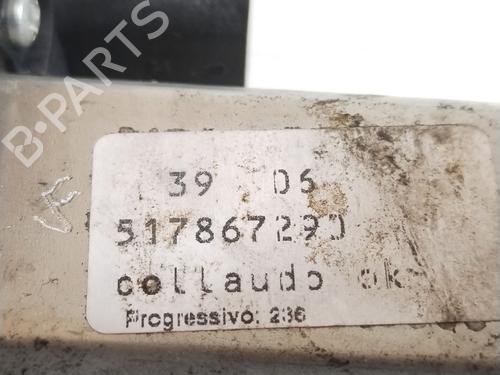 B-PARTS
39 06
517867290
collaudo ok
Progressivo: 236